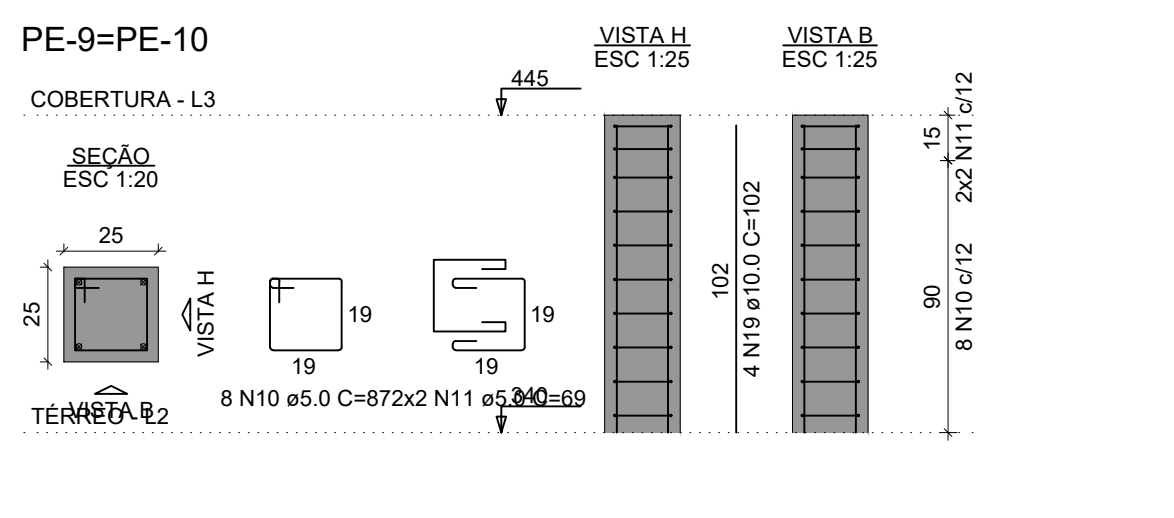 PE-9=PE-10
VISTA H
ESC 1:25
VISTA B
ESC 1:25
COBERTURA - L3
445
SEÇÃO
ESC 1:20
25
25
VISTA H
VISTA B
TÉRREO - L2
19
19
8 N10 ø5.0 C=87
19
19
2x2 N11 ø5.0 C=69
340
102
4 N19 ø10.0 C=102
15
2x2 N11 c/12
90
8 N10 c/12